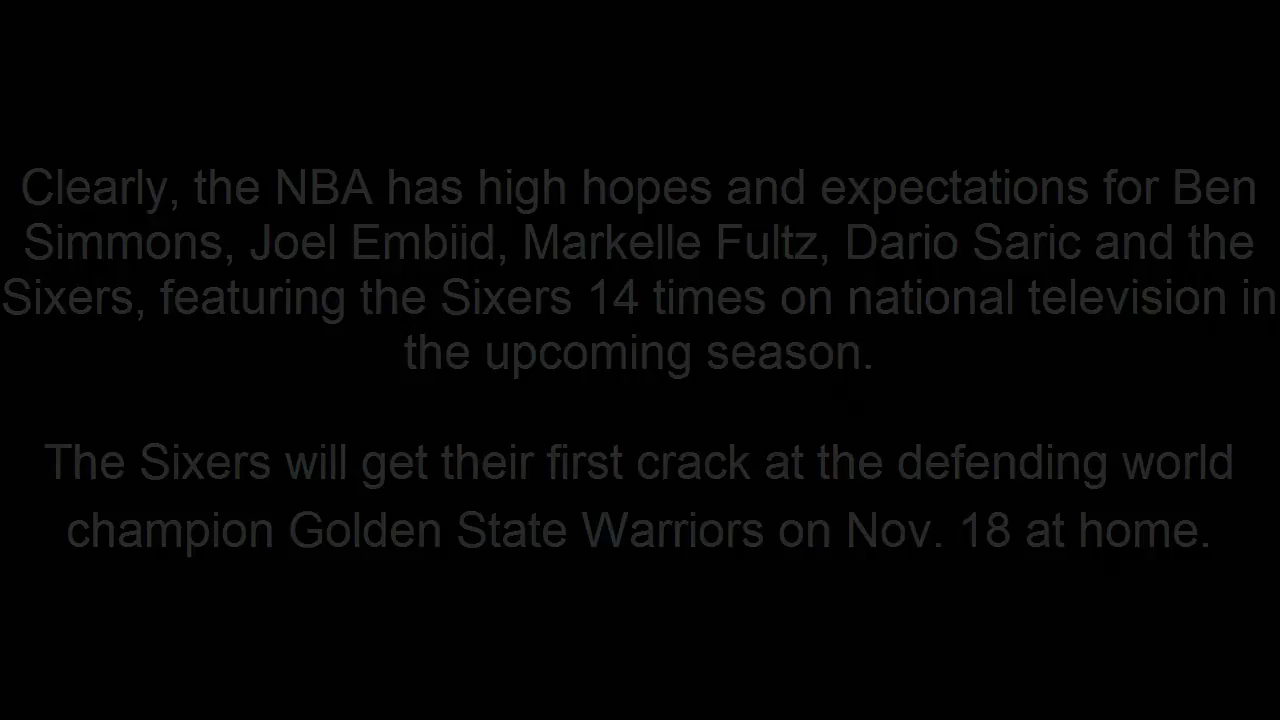 Clearly, the NBA has high hopes and expectations for Ben
Simmons, Joel Embiid, Markelle Fultz, Dario Saric and the
Sixers, featuring the Sixers 14 times on national television in
the upcoming season.
The Sixers will get their first crack at the defending world
champion Golden State Warriors on Nov. 18 at home.